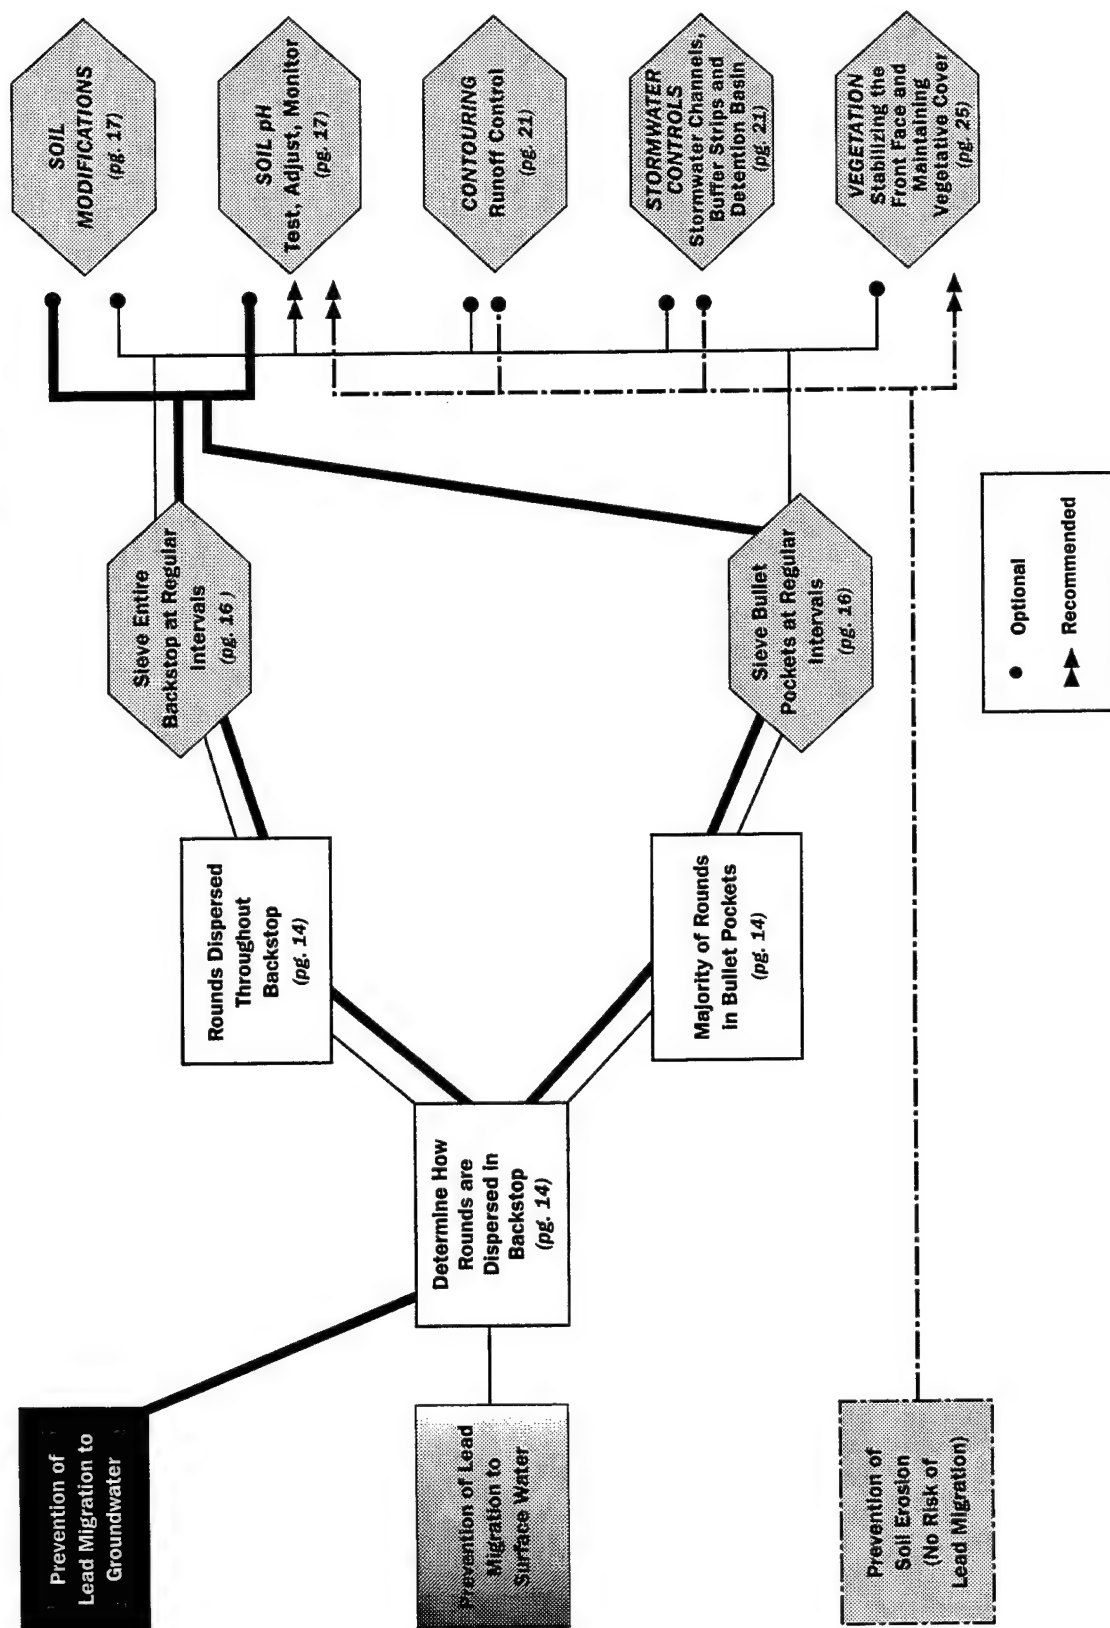 Prevention of
Lead Migration to
Groundwater
Prevention of Lead
Migration to
Surface Water
Prevention of
Soil Erosion
(No Risk of
Lead Migration)
Determine How
Rounds are
Dispersed in
Backstop
(pg. 14)
Rounds Dispersed
Throughout
Backstop
(pg. 14)
Majority of Rounds
in Bullet Pockets
(pg. 14)
Sieve Entire
Backstop at Regular
Intervals
(pg. 16 )
Sieve Bullet
Pockets at Regular
Intervals
(pg. 16)
SOIL
MODIFICATIONS
(pg. 17)
SOIL pH
Test, Adjust, Monitor
(pg. 17)
CONTOURING
Runoff Control
(pg. 21)
STORMWATER
CONTROLS
Stormwater Channels,
Buffer Strips and
Detention Basin
(pg 21)
VEGETATION
Stabilizing the
Front Face and
Maintaining
Vegetative Cover
(pg. 25)
Optional
Recommended